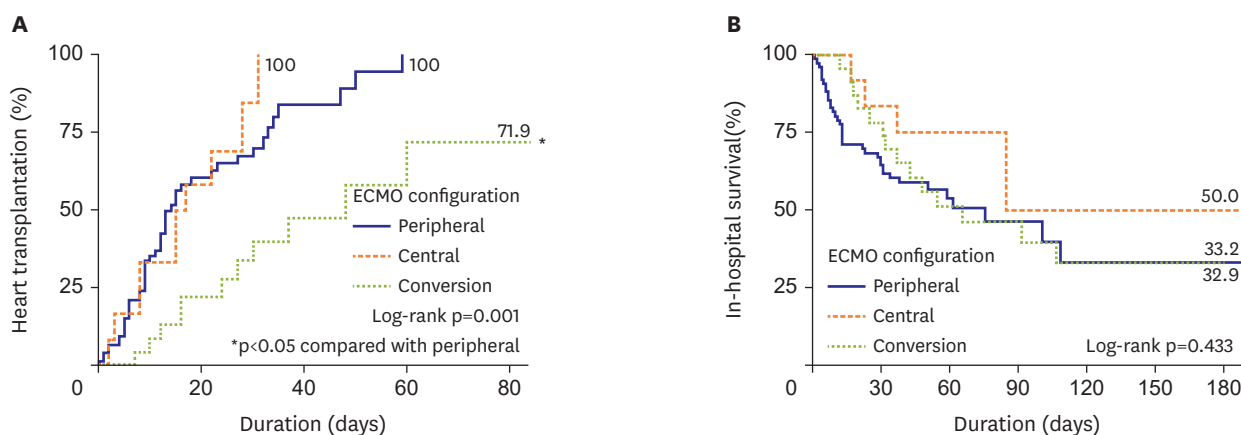 A
Heart transplantation (%)
100
75
50
25
0
20
40
60
80
Duration (days)
100
100
71.9
*
ECMO configuration
Peripheral
Central
Conversion
Log-rank p=0.001
*p<0.05 compared with peripheral
B
In-hospital survival(%)
100
75
50
25
0
30
60
90
120
150
180
Duration (days)
50.0
33.2
32.9
ECMO configuration
Peripheral
Central
Conversion
Log-rank p=0.433